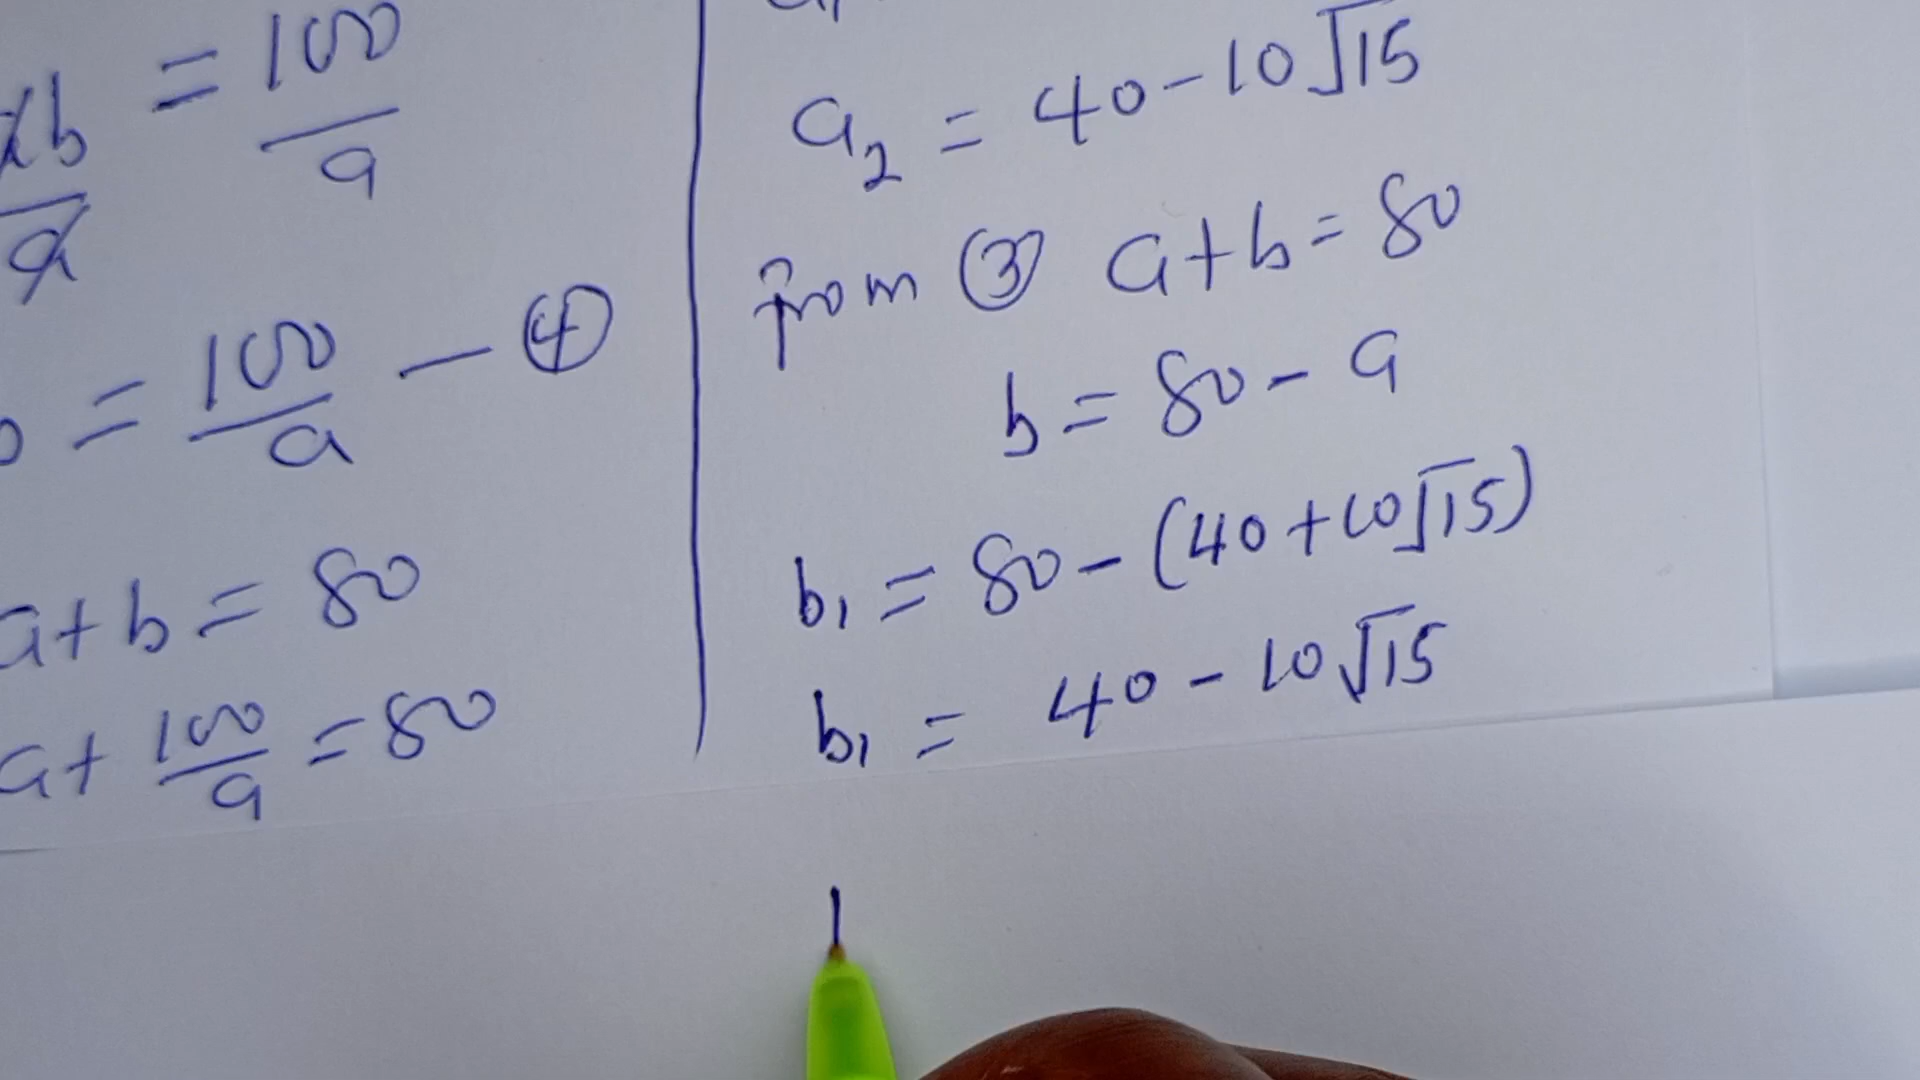 xb/a = 100/a
= 100/a — ④
a+b = 80
a + 100/a = 80
a₂ = 40 - 10√15
from ③ a+b = 80
b = 80 - a
b₁ = 80 - (40+10√15)
b₁ = 40 - 10√15